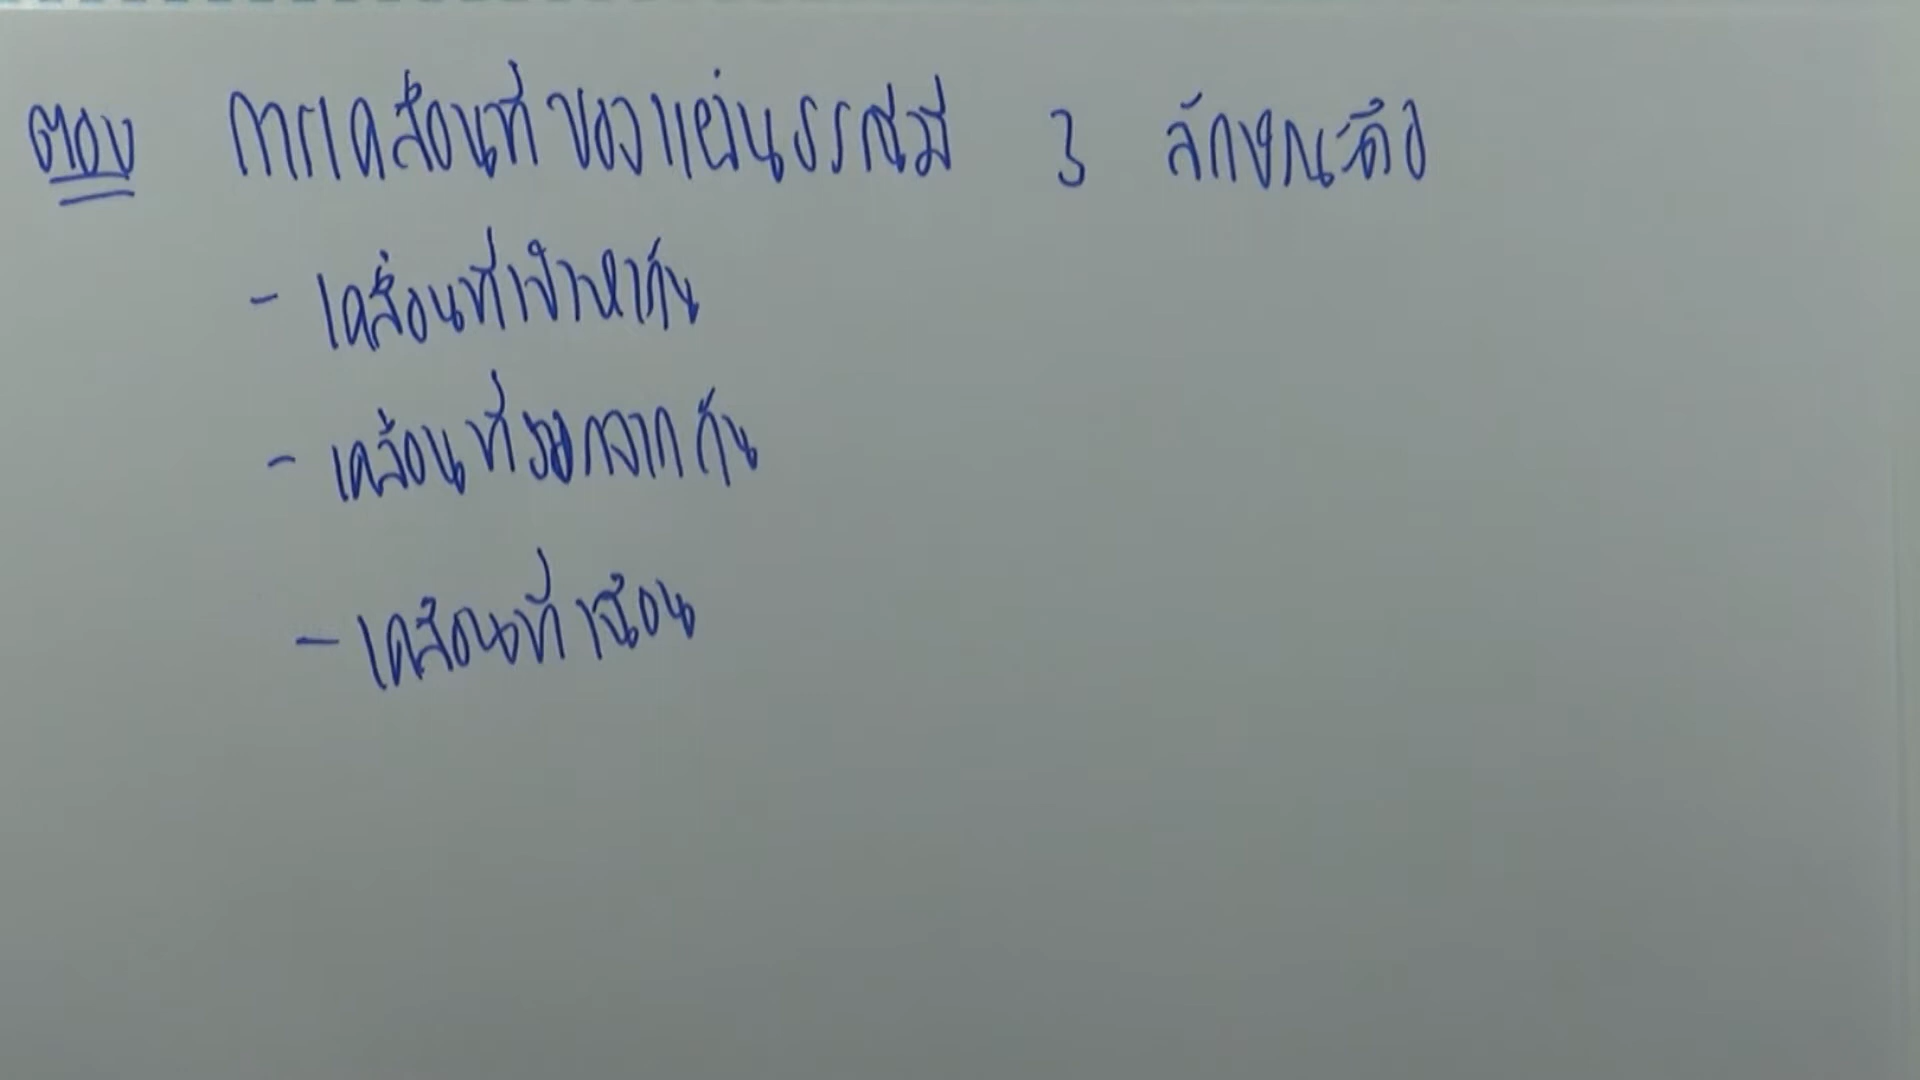 ตอบ การเคลื่อนที่ของแผ่นธรณีมี 3 ลักษณะคือ
- เคลื่อนที่เข้าหากัน
- เคลื่อนที่ออกจากกัน
- เคลื่อนที่เฉือน